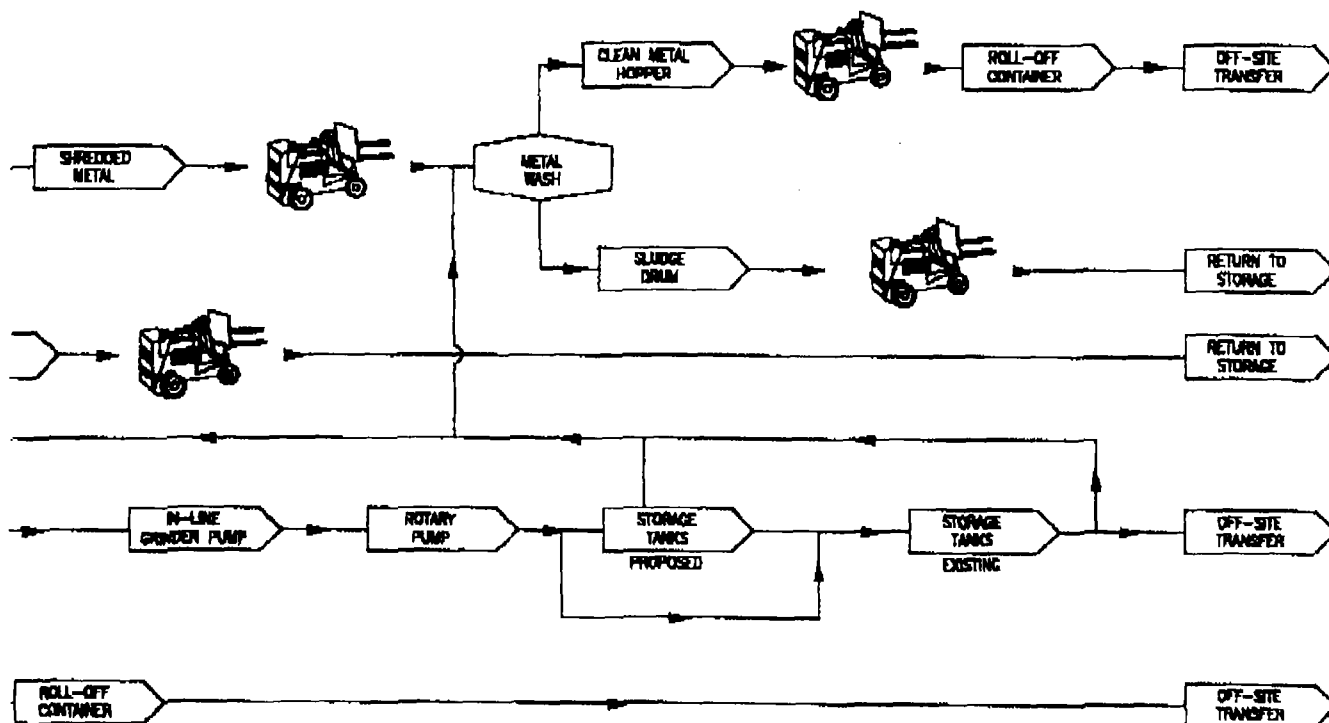 CLEAN METAL
HOPPER
ROLL-OFF
CONTAINER
OFF-SITE
TRANSFER
SHREDDED
METAL
METAL
WASH
SLUDGE
DRUM
RETURN TO
STORAGE
RETURN TO
STORAGE
IN-LINE
GRINDER PUMP
ROTARY
PUMP
STORAGE
TANKS
PROPOSED
STORAGE
TANKS
EXISTING
OFF-SITE
TRANSFER
ROLL-OFF
CONTAINER
OFF-SITE
TRANSFER